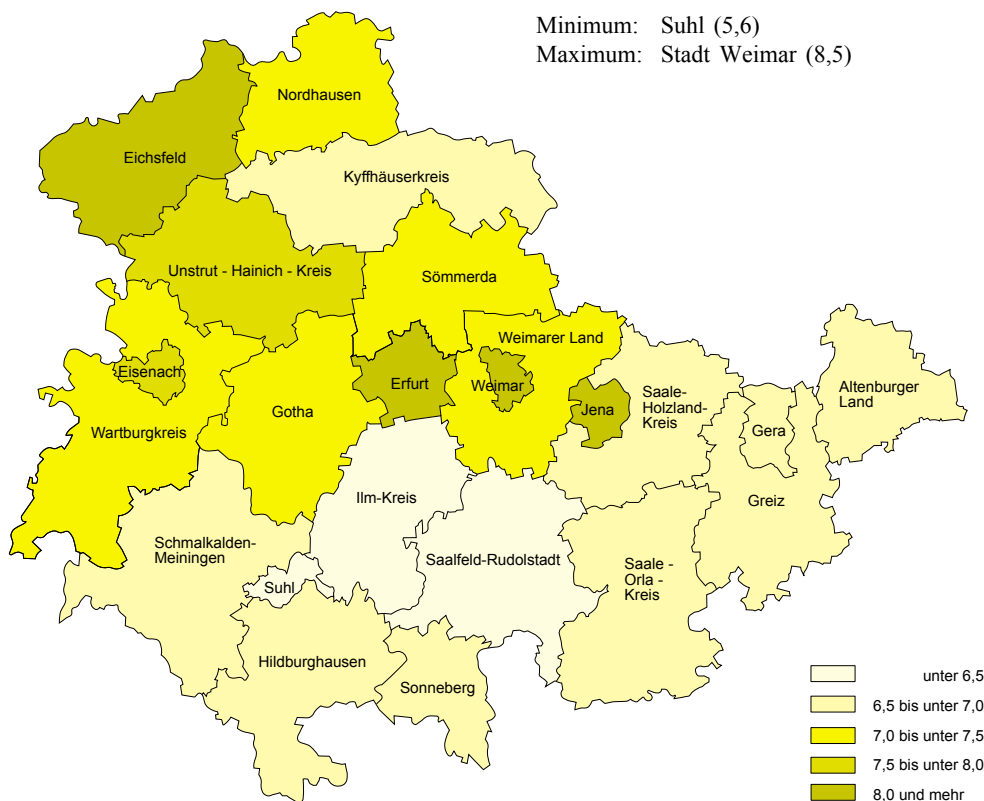 Minimum: Suhl (5,6)
Maximum: Stadt Weimar (8,5)
Nordhausen
Eichsfeld
Kyffhäuserkreis
Unstrut - Hainich - Kreis
Sömmerda
Weimarer Land
Eisenach
Erfurt
Weimar
Jena
Saale-
Holzland-
Kreis
Altenburger
Land
Gotha
Wartburgkreis
Gera
Ilm-Kreis
Greiz
Schmalkalden-
Meiningen
Saalfeld-Rudolstadt
Saale -
Orla -
Kreis
Suhl
Hildburghausen
Sonneberg
unter 6,5
6,5 bis unter 7,0
7,0 bis unter 7,5
7,5 bis unter 8,0
8,0 und mehr